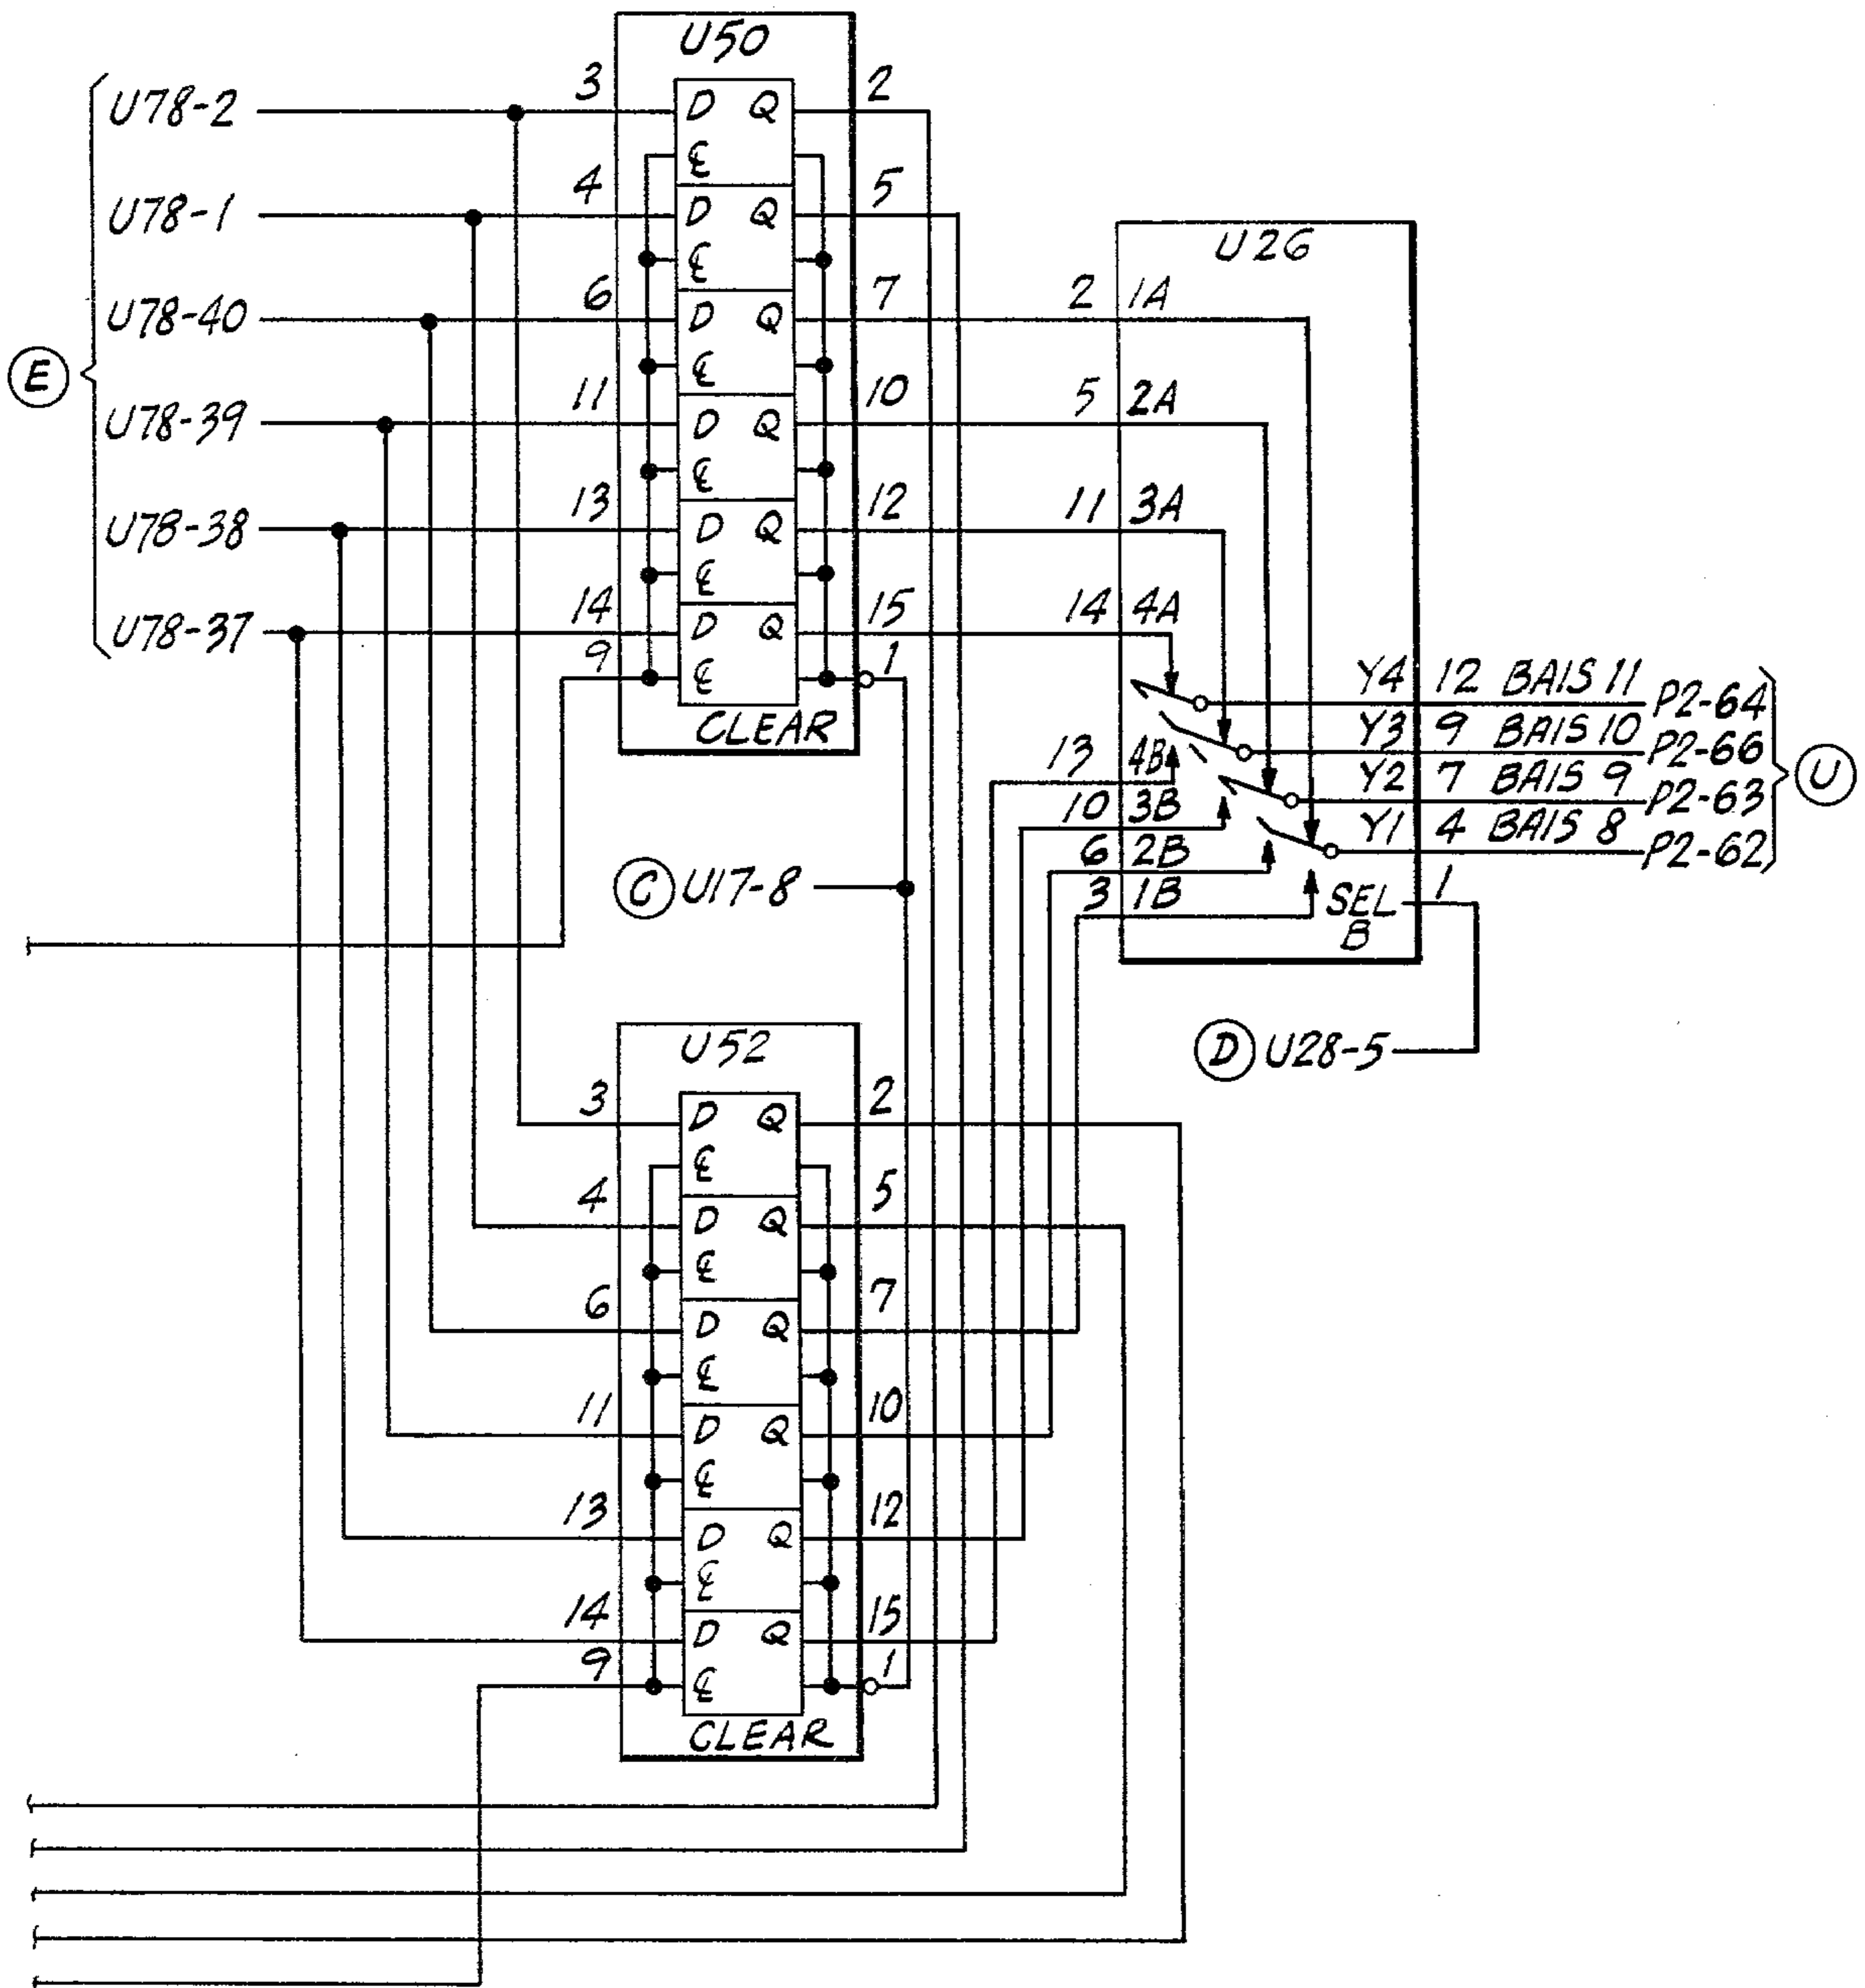 U50
U78-2 3 D Q 2
E
U78-1 4 D Q 5
E
U78-40 6 D Q 7
E
U78-39 11 D Q 10
E
U78-38 13 D Q 12
E
U78-37 14 D Q 15
9 E 1
CLEAR
E
U26
2 1A
5 2A
11 3A
14 4A
13 4B
10 3B
6 2B
3 1B
Y4 12 BAIS 11 P2-64
Y3 9 BAIS 10 P2-66
Y2 7 BAIS 9 P2-63
Y1 4 BAIS 8 P2-62
U
SEL 1
B
C U17-8
D U28-5
U52
3 D Q 2
E
4 D Q 5
E
6 D Q 7
E
11 D Q 10
E
13 D Q 12
E
14 D Q 15
9 E 1
CLEAR